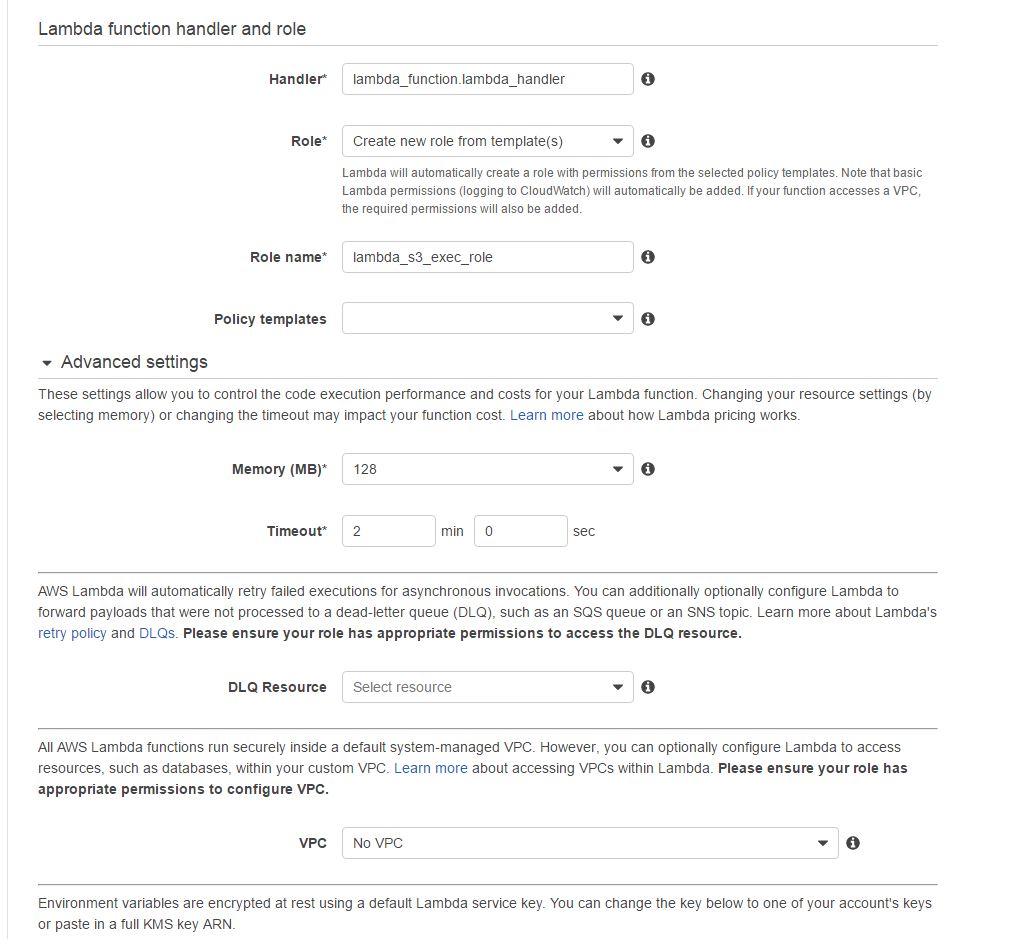 Lambda function handler and role
Handler* lambda_function.lambda_handler
Role* Create new role from template(s)
Lambda will automatically create a role with permissions from the selected policy templates. Note that basic
Lambda permissions (logging to CloudWatch) will automatically be added. If your function accesses a VPC,
the required permissions will also be added.
Role name* lambda_s3_exec_role
Policy templates
Advanced settings
These settings allow you to control the code execution performance and costs for your Lambda function. Changing your resource settings (by
selecting memory) or changing the timeout may impact your function cost. Learn more about how Lambda pricing works.
Memory (MB)* 128
Timeout* 2 min 0 sec
AWS Lambda will automatically retry failed executions for asynchronous invocations. You can additionally optionally configure Lambda to
forward payloads that were not processed to a dead-letter queue (DLQ), such as an SQS queue or an SNS topic. Learn more about Lambda's
retry policy and DLQs. Please ensure your role has appropriate permissions to access the DLQ resource.
DLQ Resource Select resource
All AWS Lambda functions run securely inside a default system-managed VPC. However, you can optionally configure Lambda to access
resources, such as databases, within your custom VPC. Learn more about accessing VPCs within Lambda. Please ensure your role has
appropriate permissions to configure VPC.
VPC No VPC
Environment variables are encrypted at rest using a default Lambda service key. You can change the key below to one of your account's keys
or paste in a full KMS key ARN.